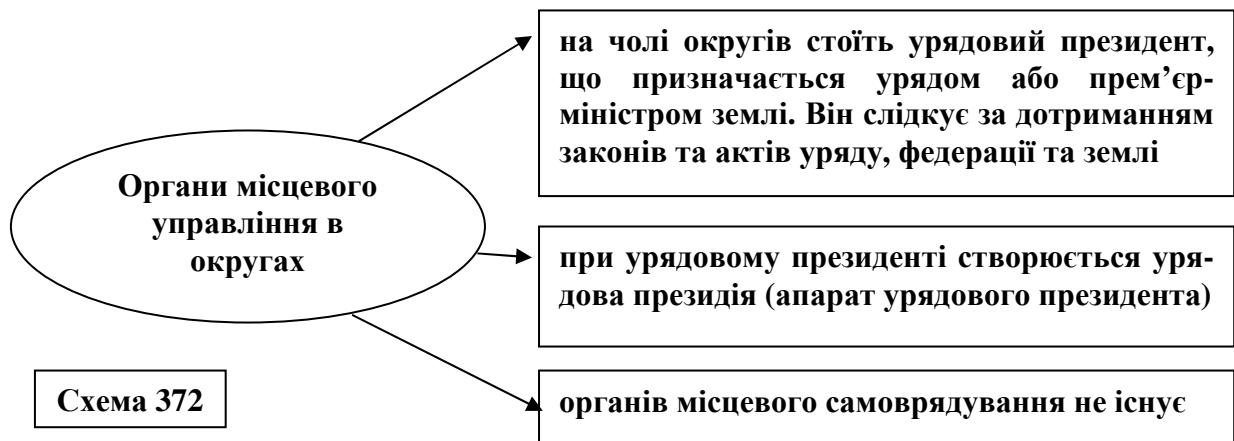 на чолі округів стоїть урядовий президент,
що призначається урядом або прем’єр-
міністром землі. Він слідкує за дотриманням
законів та актів уряду, федерації та землі
Органи місцевого
управління в
округах
при урядовому президенті створюється уря-
дова президія (апарат урядового президента)
Схема 372
органів місцевого самоврядування не існує